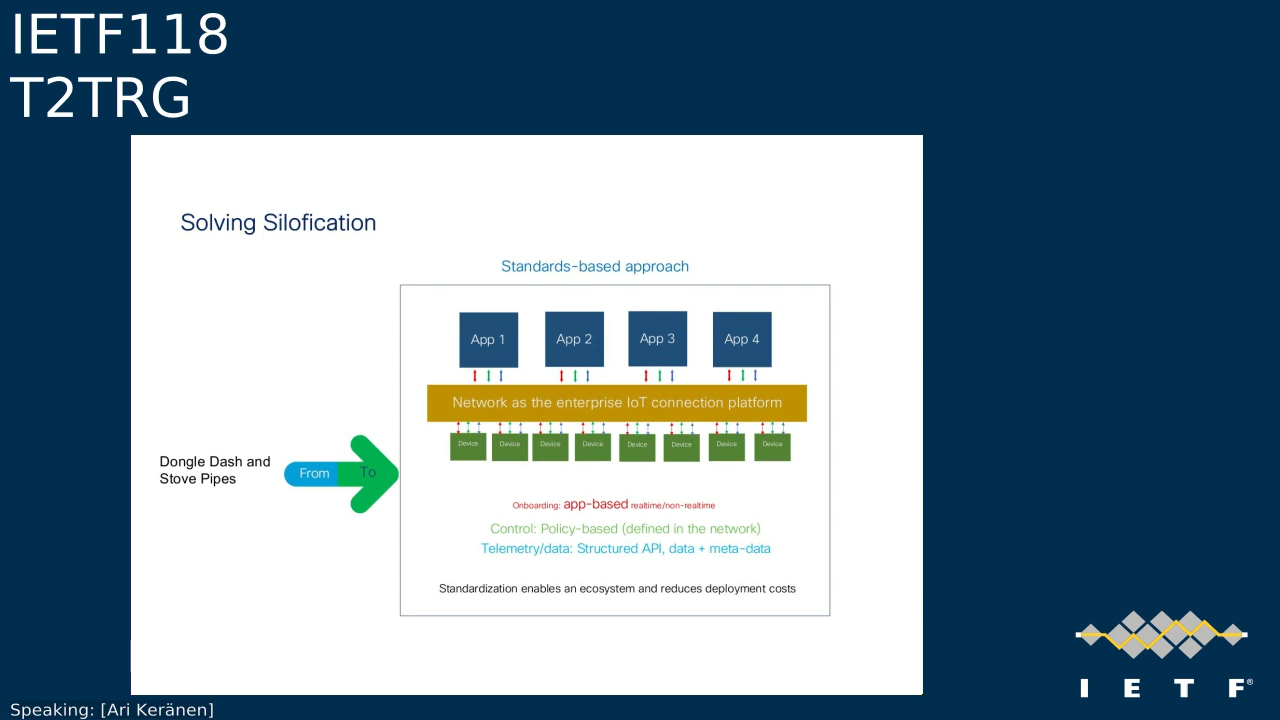 IETF118
T2TRG
Solving Silofication
Standards-based approach
App 1
App 2
App 3
App 4
Network as the enterprise IoT connection platform
Device
Device
Device
Device
Device
Device
Device
Device
Dongle Dash and
Stove Pipes
From
To
Onboarding: app-based realtime/non-realtime
Control: Policy-based (defined in the network)
Telemetry/data: Structured API, data + meta-data
Standardization enables an ecosystem and reduces deployment costs
I E T F®
Speaking: [Ari Keränen]